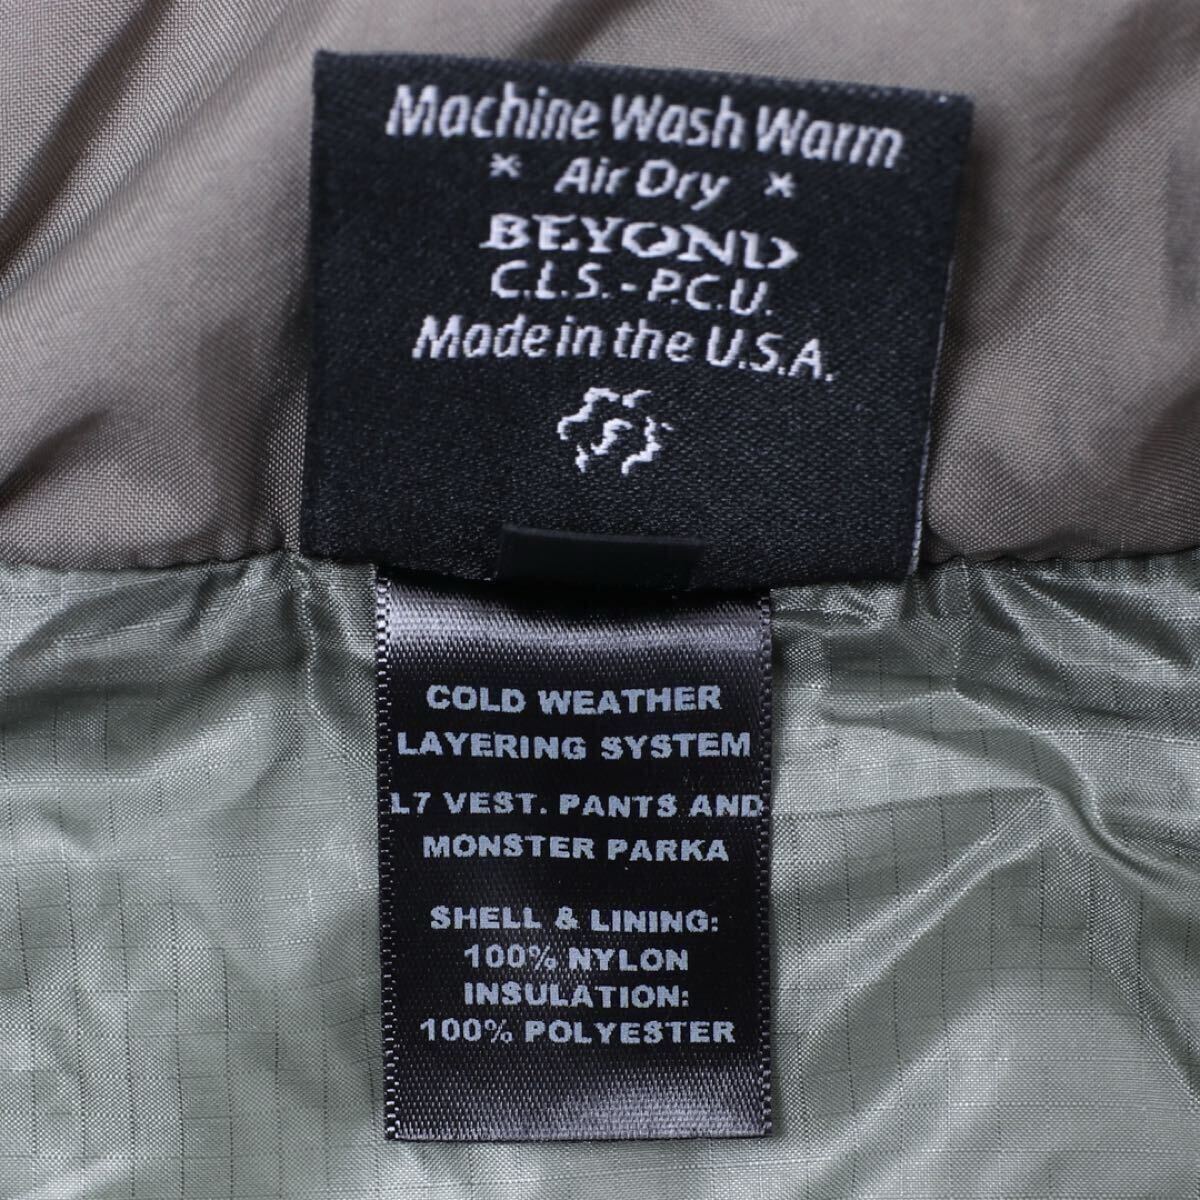 Machine Wash Warm
* Air Dry *
BEYOND
C.L.S. - P.C.U.
Made in the U.S.A.
COLD WEATHER
LAYERING SYSTEM
L7 VEST. PANTS AND
MONSTER PARKA
SHELL & LINING:
100% NYLON
INSULATION:
100% POLYESTER